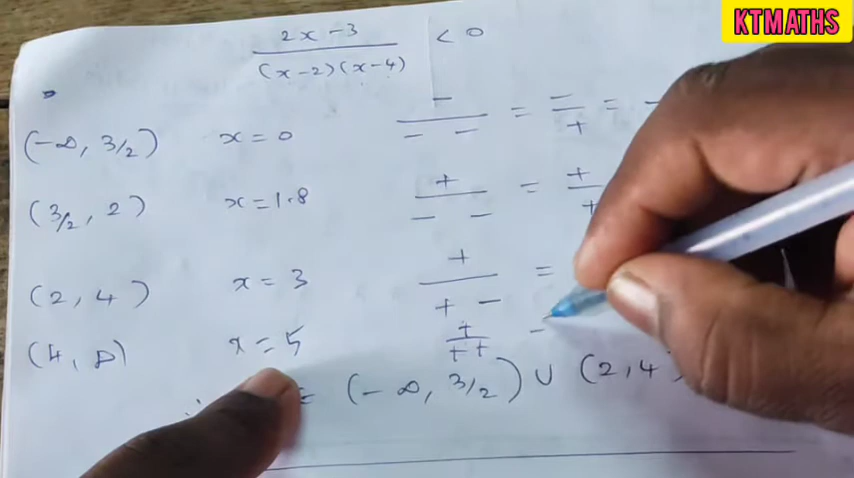 KTMATHS
2x-3
(x-2)(x-4) < 0
(-∞, 3/2) x=0 - / - - = - / + = -
(3/2, 2) x=1.8 + / - - = + / +
(2, 4) x=3 + / + - =
(4, ∞) x=5 + / + + -
∴ = (-∞, 3/2) ∪ (2,4)